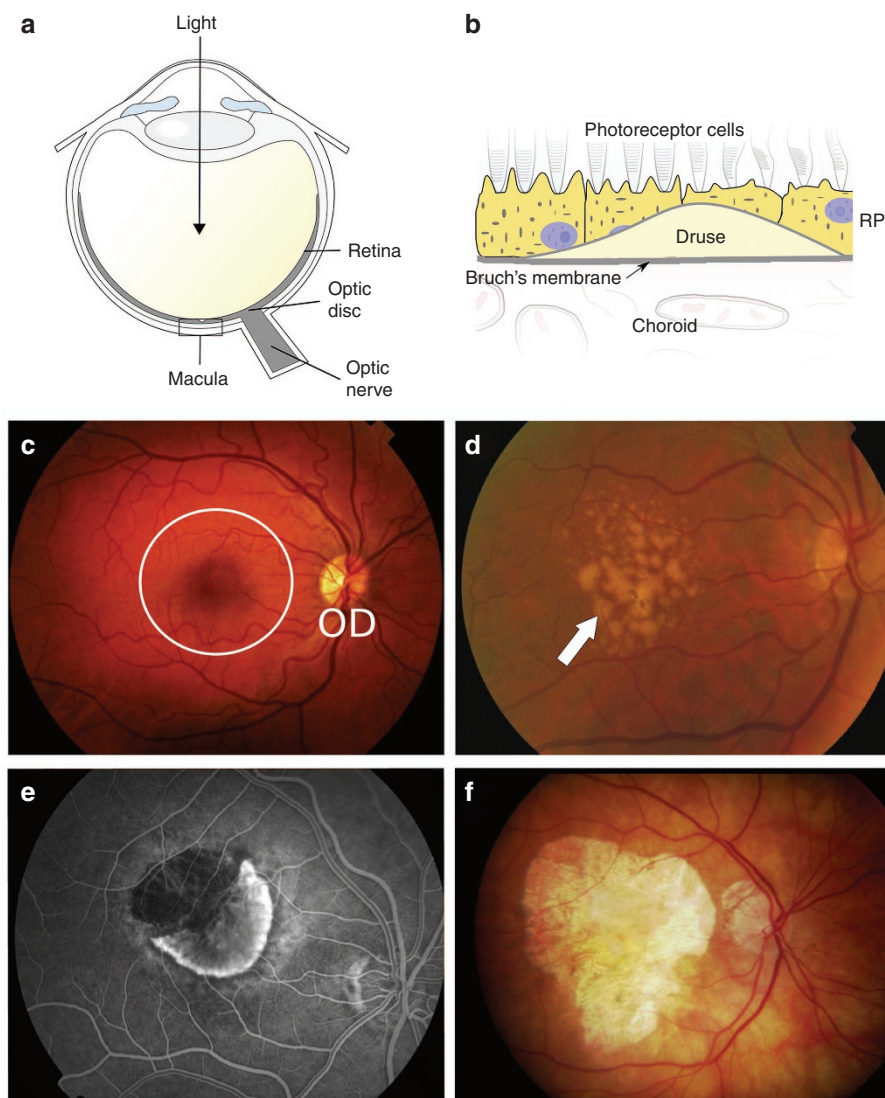 a
Light
Retina
Optic
disc
Macula
Optic
nerve
b
Photoreceptor cells
RP
Druse
Bruch's membrane
Choroid
c
OD
d
e
f